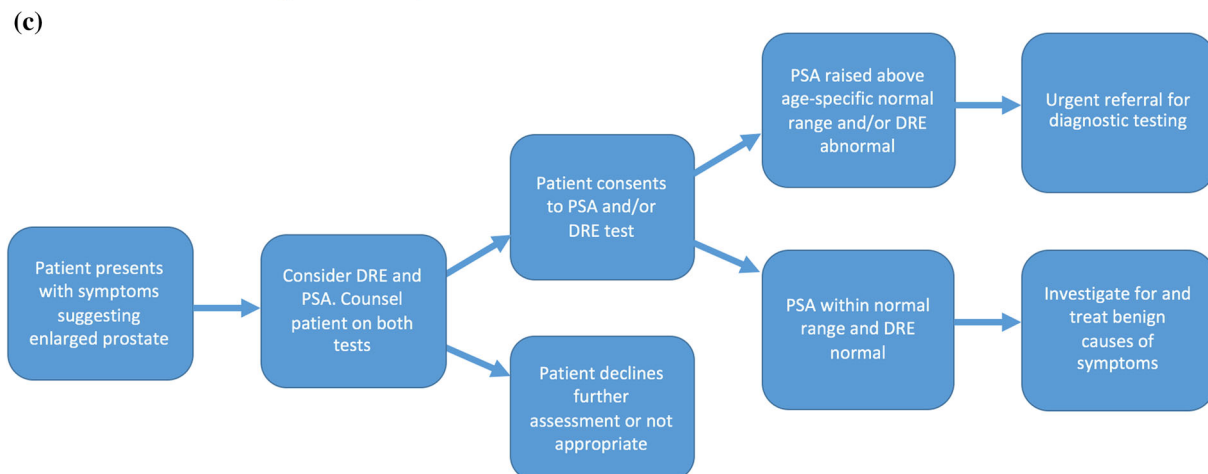 (c)
Patient presents
with symptoms
suggesting
enlarged prostate
Consider DRE and
PSA. Counsel
patient on both
tests
Patient consents
to PSA and/or
DRE test
Patient declines
further
assessment or not
appropriate
PSA raised above
age-specific normal
range and/or DRE
abnormal
Urgent referral for
diagnostic testing
PSA within normal
range and DRE
normal
Investigate for and
treat benign
causes of
symptoms